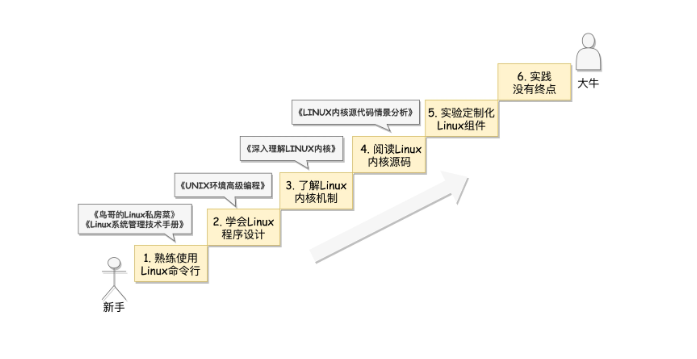 6. 实践
没有终点
大牛
《LINUX内核源代码情景分析》
5. 实验定制化
Linux组件
《深入理解LINUX内核》
4. 阅读Linux
内核源码
《UNIX环境高级编程》
3. 了解Linux
内核机制
《鸟哥的Linux私房菜》
《Linux系统管理技术手册》
2. 学会Linux
程序设计
1. 熟练使用
Linux命令行
新手